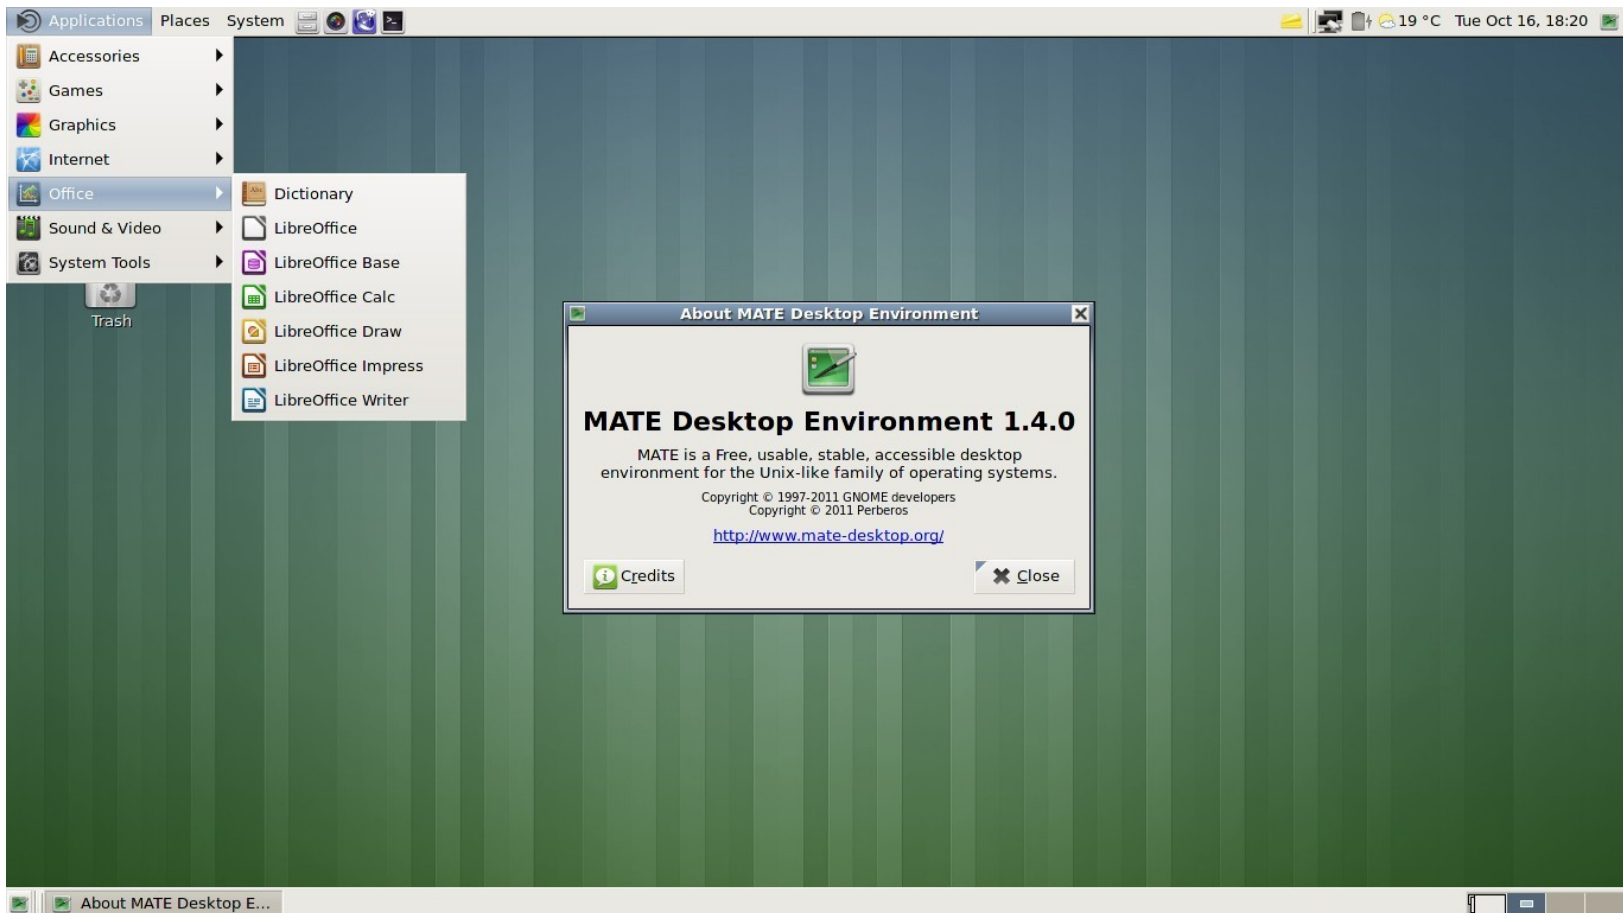 Applications Places System 19 °C Tue Oct 16, 18:20
Accessories
Games
Graphics
Internet
Office
Sound & Video
System Tools
Dictionary
LibreOffice
LibreOffice Base
LibreOffice Calc
LibreOffice Draw
LibreOffice Impress
LibreOffice Writer
Trash
About MATE Desktop Environment
MATE Desktop Environment 1.4.0
MATE is a Free, usable, stable, accessible desktop
environment for the Unix-like family of operating systems.
Copyright © 1997-2011 GNOME developers
Copyright © 2011 Perberos
http://www.mate-desktop.org/
Credits Close
About MATE Desktop E...